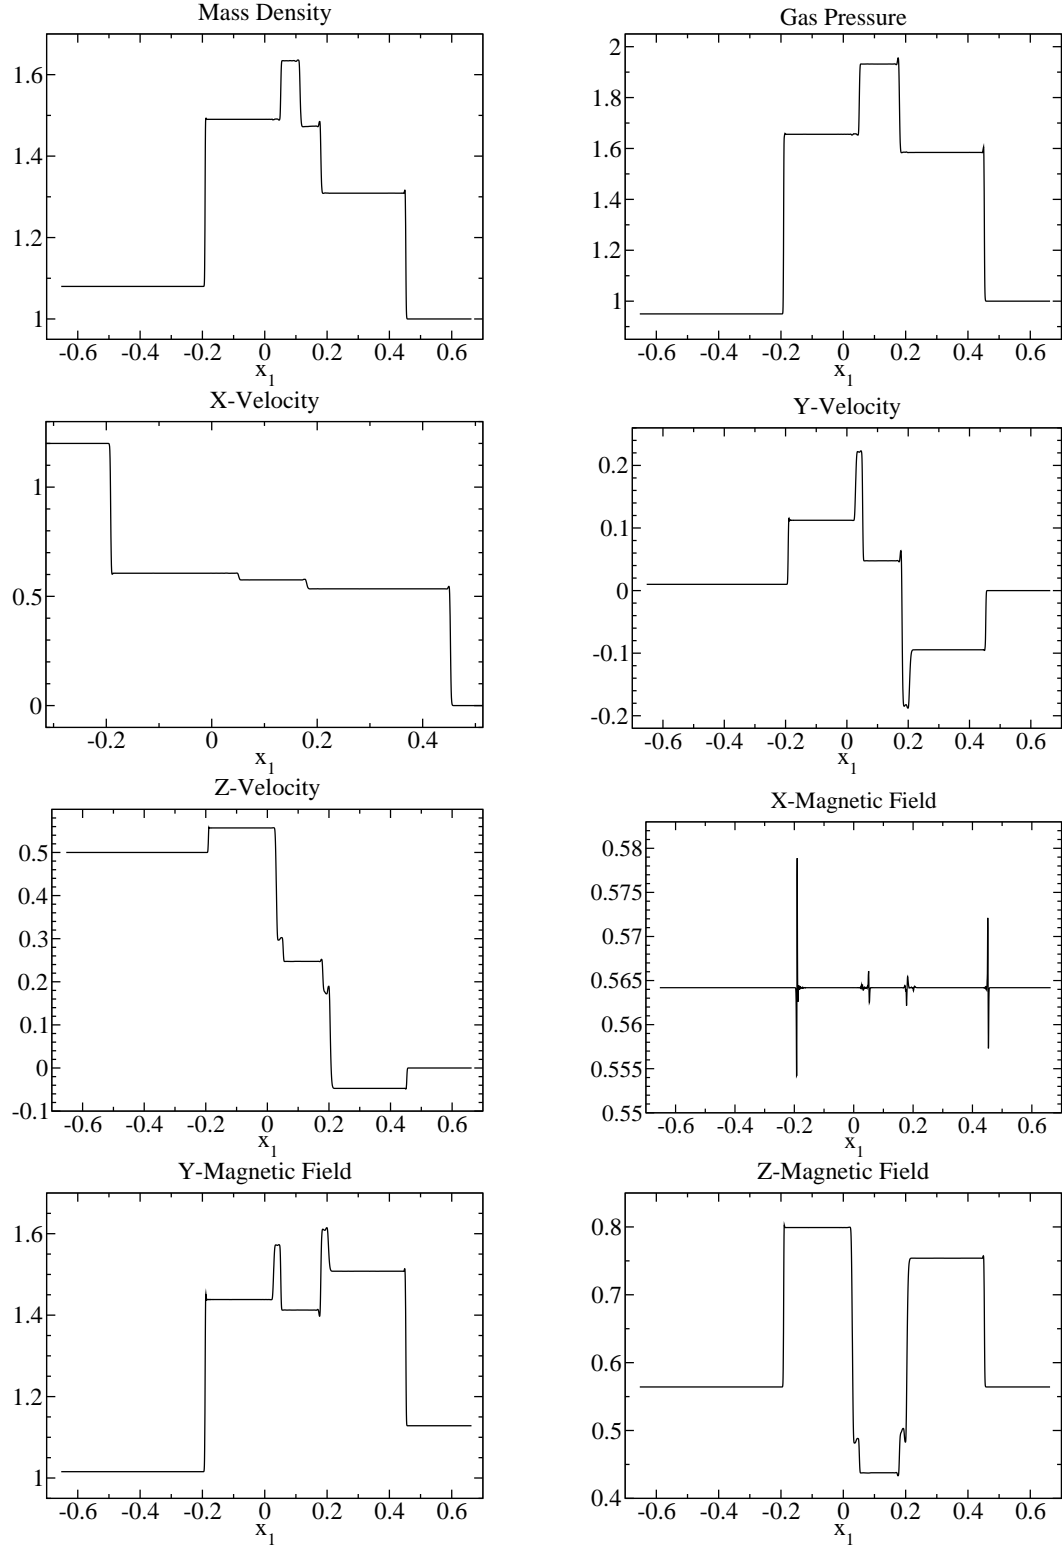 Mass Density
1.6
1.4
1.2
1
-0.6 -0.4 -0.2 0 0.2 0.4 0.6
x1
Gas Pressure
2
1.8
1.6
1.4
1.2
1
-0.6 -0.4 -0.2 0 0.2 0.4 0.6
x1
X-Velocity
1
0.5
0
-0.2 0 0.2 0.4
x1
Y-Velocity
0.2
0.1
0
-0.1
-0.2
-0.6 -0.4 -0.2 0 0.2 0.4 0.6
x1
Z-Velocity
0.5
0.4
0.3
0.2
0.1
0
-0.1
-0.6 -0.4 -0.2 0 0.2 0.4 0.6
x1
X-Magnetic Field
0.58
0.575
0.57
0.565
0.56
0.555
0.55
-0.6 -0.4 -0.2 0 0.2 0.4 0.6
x1
Y-Magnetic Field
1.6
1.4
1.2
1
-0.6 -0.4 -0.2 0 0.2 0.4 0.6
x1
Z-Magnetic Field
0.8
0.7
0.6
0.5
0.4
-0.6 -0.4 -0.2 0 0.2 0.4 0.6
x1